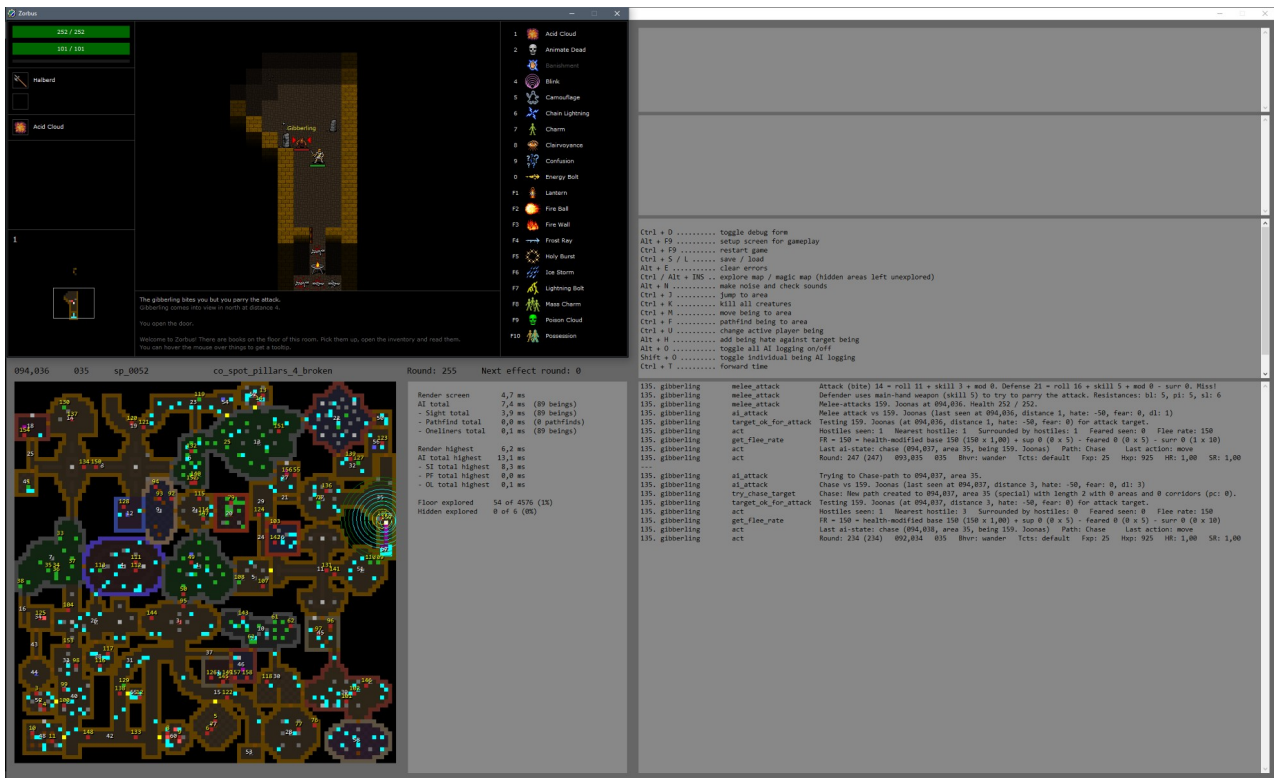 Zorbus
252 / 252
101 / 101
Halberd
Acid Cloud
1
Gibberling
The gibberling bites you but you parry the attack.
Gibberling comes into view in north at distance 4.
You open the door.
Welcome to Zorbus! There are books on the floor of this room. Pick them up, open the inventory and read them.
You can hover the mouse over things to get a tooltip.
1 Acid Cloud
2 Animate Dead
Banishment
4 Blink
5 Camouflage
6 Chain Lightning
7 Charm
8 Clairvoyance
9 Confusion
0 Energy Bolt
F1 Lantern
F2 Fire Ball
F3 Fire Wall
F4 Frost Ray
F5 Holy Burst
F6 Ice Storm
F7 Lightning Bolt
F8 Mass Charm
F9 Poison Cloud
F10 Possession
094,036 035 sp_0052 co_spot_pillars_4_broken Round: 255 Next effect round: 0
Render screen 4,7 ms
AI total 7,4 ms (89 beings)
- Sight total 3,9 ms (89 beings)
- Pathfind total 0,0 ms (0 pathfinds)
- Oneliners total 0,1 ms (89 beings)
Render highest 6,2 ms
AI total highest 13,1 ms
- SI total highest 8,3 ms
- PF total highest 0,0 ms
- OL total highest 0,1 ms
Floor explored 54 of 4576 (1%)
Hidden explored 0 of 6 (0%)
Ctrl + D .......... toggle debug form
Alt + F9 .......... setup screen for gameplay
Ctrl + F9 ......... restart game
Ctrl + S / L ...... save / load
Alt + E ........... clear errors
Ctrl / Alt + INS .. explore map / magic map (hidden areas left unexplored)
Alt + N ........... make noise and check sounds
Ctrl + J .......... jump to area
Ctrl + K .......... kill all creatures
Ctrl + M .......... move being to area
Ctrl + F .......... pathfind being to area
Ctrl + U .......... change active player being
Alt + H ........... add being hate against target being
Alt + O ........... toggle all AI logging on/off
Shift + O ......... toggle individual being AI logging
Ctrl + T .......... forward time
135. gibberling melee_attack Attack (bite) 14 = roll 11 + skill 3 + mod 0. Defense 21 = roll 16 + skill 5 + mod 0 - surr 0. Miss!
135. gibberling melee_attack Defender uses main-hand weapon (skill 5) to try to parry the attack. Resistances: bl: 5, pi: 5, sl: 6
135. gibberling melee_attack Melee-attacks 159. Joonas at 094,036. Health 252 / 252.
135. gibberling ai_attack Melee attack vs 159. Joonas (last seen at 094,036, distance 1, hate: -50, fear: 0, dl: 1)
135. gibberling target_ok_for_attack Testing 159. Joonas (at 094,036, distance 1, hate: -50, fear: 0) for attack target.
135. gibberling act Hostiles seen: 1 Nearest hostile: 1 Surrounded by hostiles: 1 Feared seen: 0 Flee rate: 150
135. gibberling get_flee_rate FR = 150 = health-modified base 150 (150 x 1,00) + sup 0 (0 x 5) - feared 0 (0 x 5) - surr 0 (1 x 10)
135. gibberling act Last ai-state: chase (094,037, area 35, being 159. Joonas) Path: Chase Last action: move
135. gibberling act Round: 247 (247) 093,035 035 Bhvr: wander Tcts: default Fxp: 25 Hxp: 925 HR: 1,00 SR: 1,00
---
135. gibberling ai_attack Trying to Chase-path to 094,037, area 35.
135. gibberling ai_attack Chase vs 159. Joonas (last seen at 094,037, distance 3, hate: -50, fear: 0, dl: 3)
135. gibberling try_chase_target Chase: New path created to 094,037, area 35 (special) with length 2 with 0 areas and 0 corridors (pc: 0).
135. gibberling target_ok_for_attack Testing 159. Joonas (at 094,037, distance 3, hate: -50, fear: 0) for attack target.
135. gibberling act Hostiles seen: 1 Nearest hostile: 3 Surrounded by hostiles: 0 Feared seen: 0 Flee rate: 150
135. gibberling get_flee_rate FR = 150 = health-modified base 150 (150 x 1,00) + sup 0 (0 x 5) - feared 0 (0 x 5) - surr 0 (0 x 10)
135. gibberling act Last ai-state: chase (094,038, area 35, being 159. Joonas) Path: Chase Last action: move
135. gibberling act Round: 234 (234) 092,034 035 Bhvr: wander Tcts: default Fxp: 25 Hxp: 925 HR: 1,00 SR: 1,00